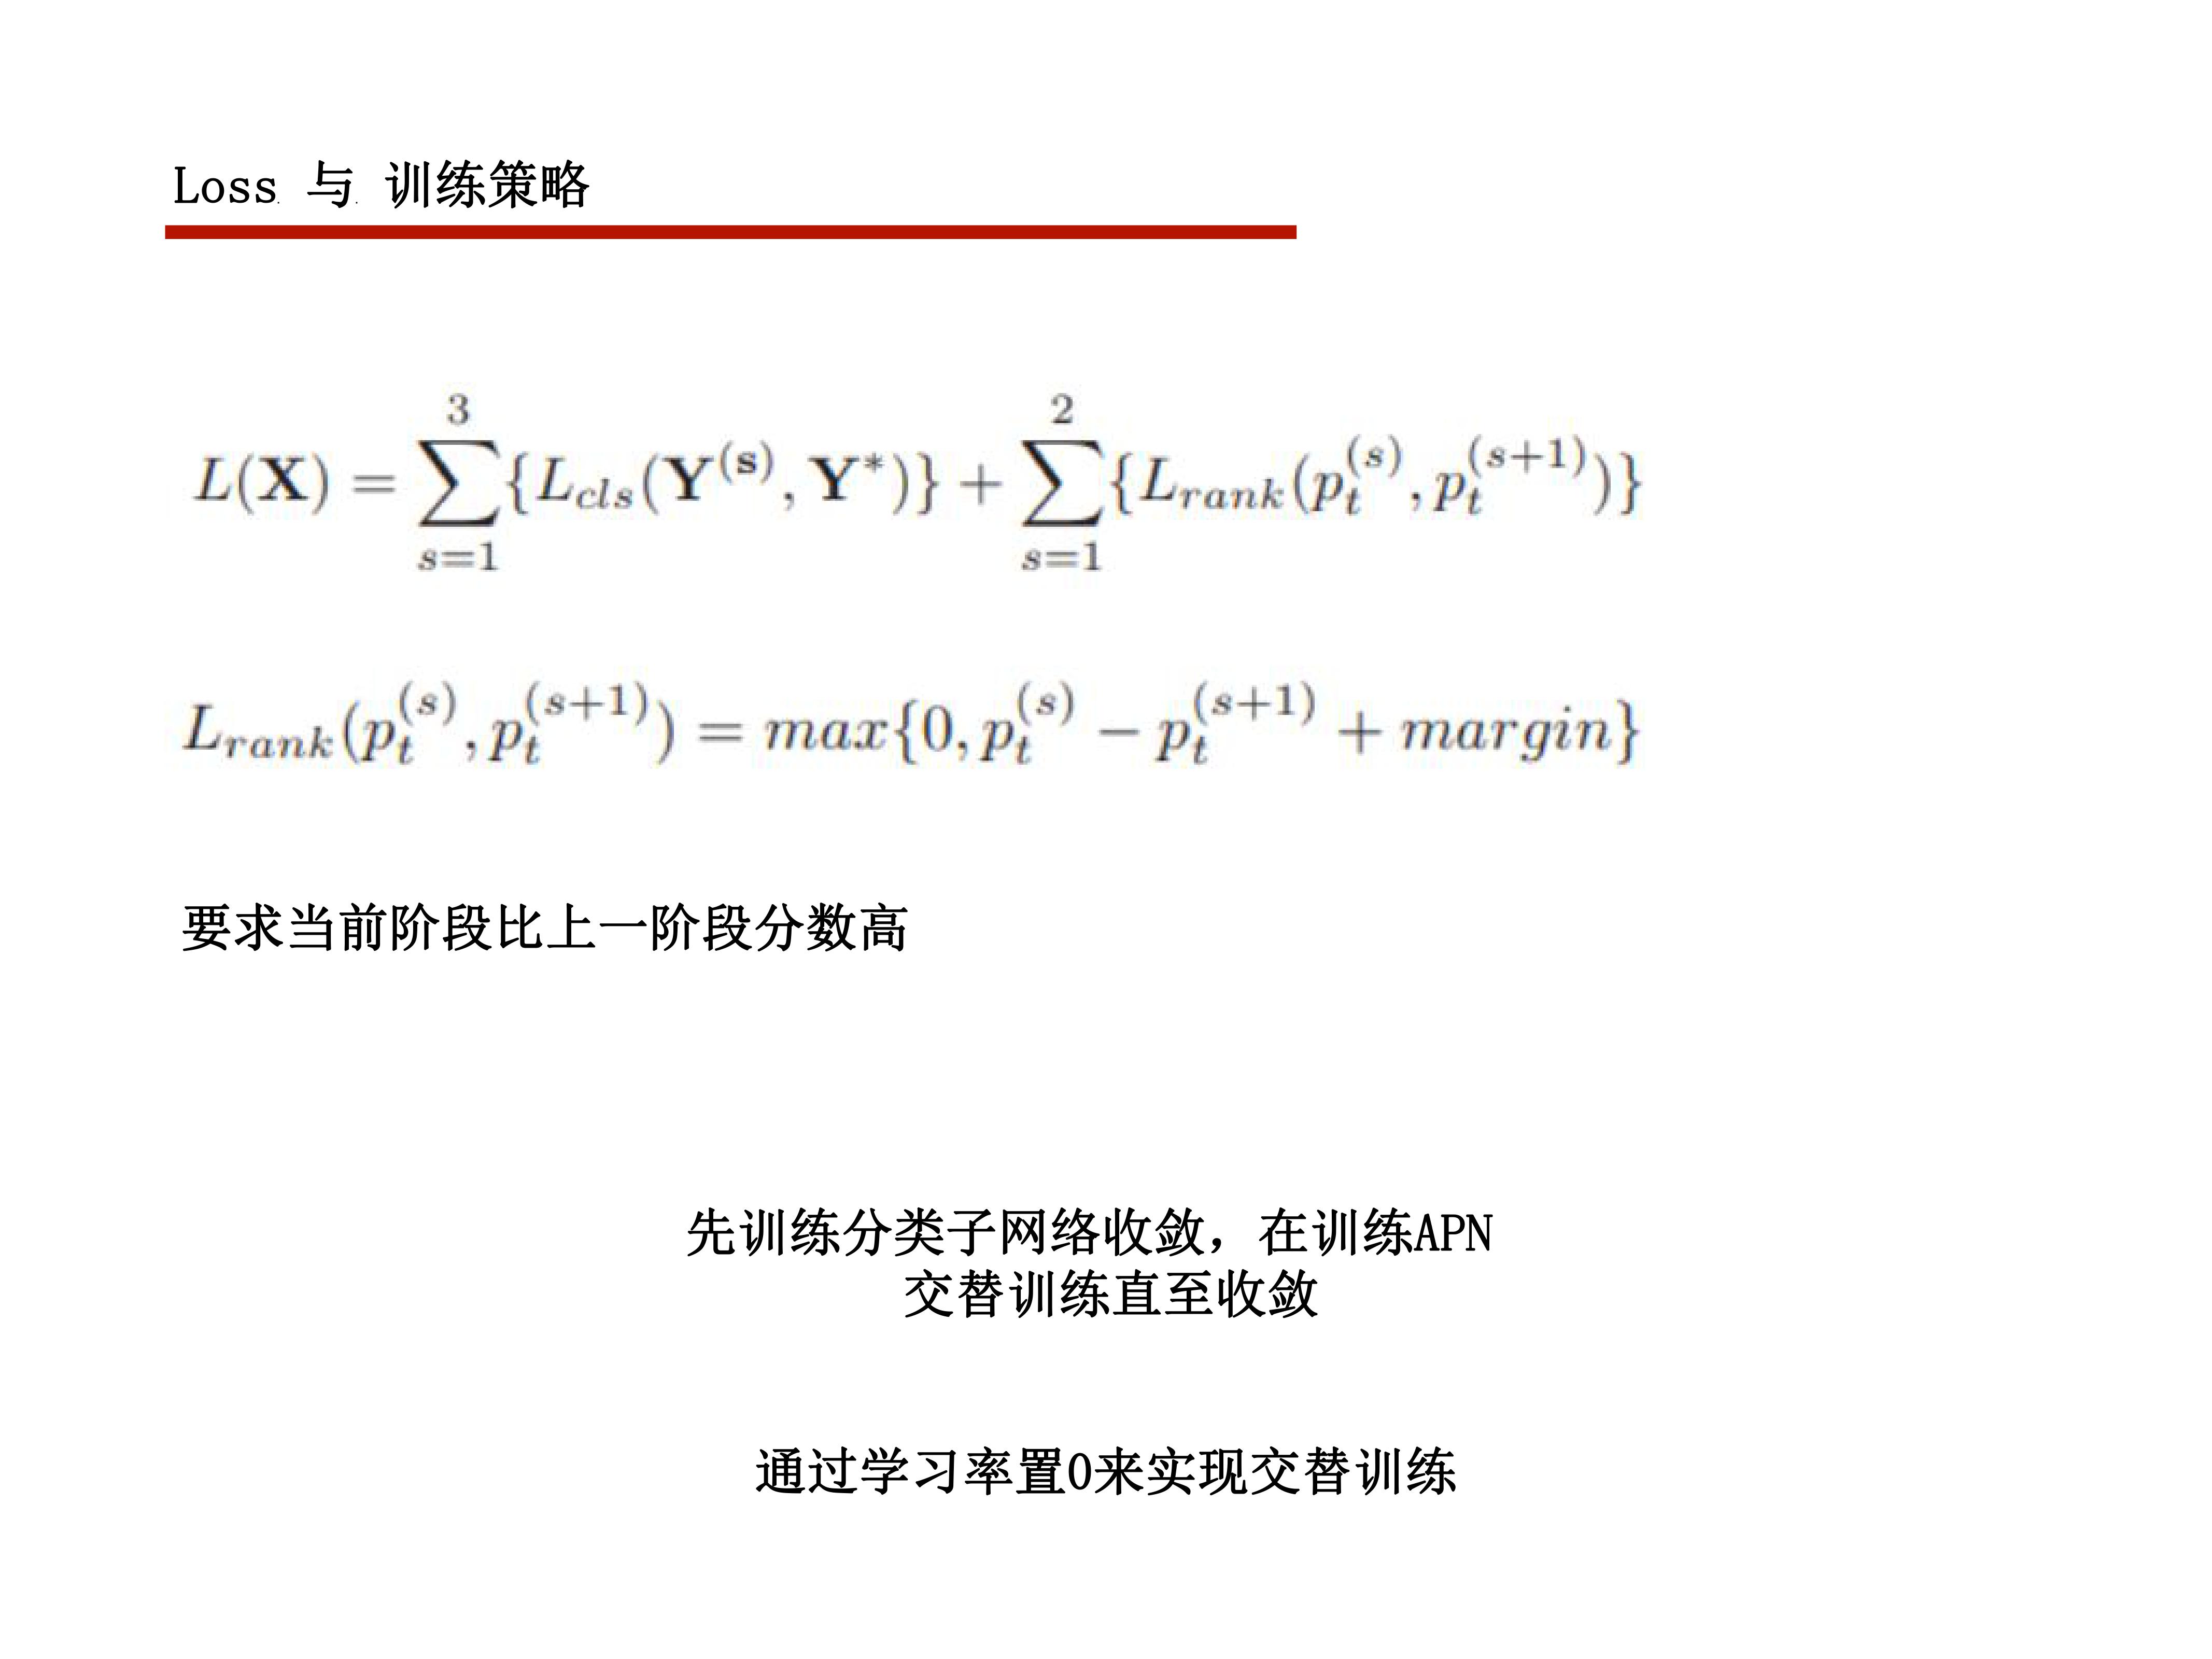 Loss 与 训练策略
L(X) = \sum_{s=1}^{3}\{L_{cls}(Y^{(s)}, Y^*)\} + \sum_{s=1}^{2}\{L_{rank}(p_t^{(s)}, p_t^{(s+1)})\}
L_{rank}(p_t^{(s)}, p_t^{(s+1)}) = max\{0, p_t^{(s)} - p_t^{(s+1)} + margin\}
要求当前阶段比上一阶段分数高
先训练分类子网络收敛，在训练APN
交替训练直至收敛
通过学习率置0来实现交替训练